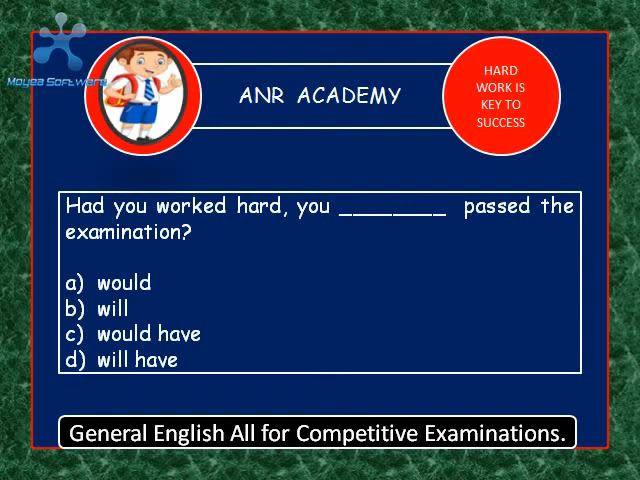 Moyea Software
ANR ACADEMY
HARD
WORK IS
KEY TO
SUCCESS
Had you worked hard, you ________ passed the
examination?
a) would
b) will
c) would have
d) will have
General English All for Competitive Examinations.